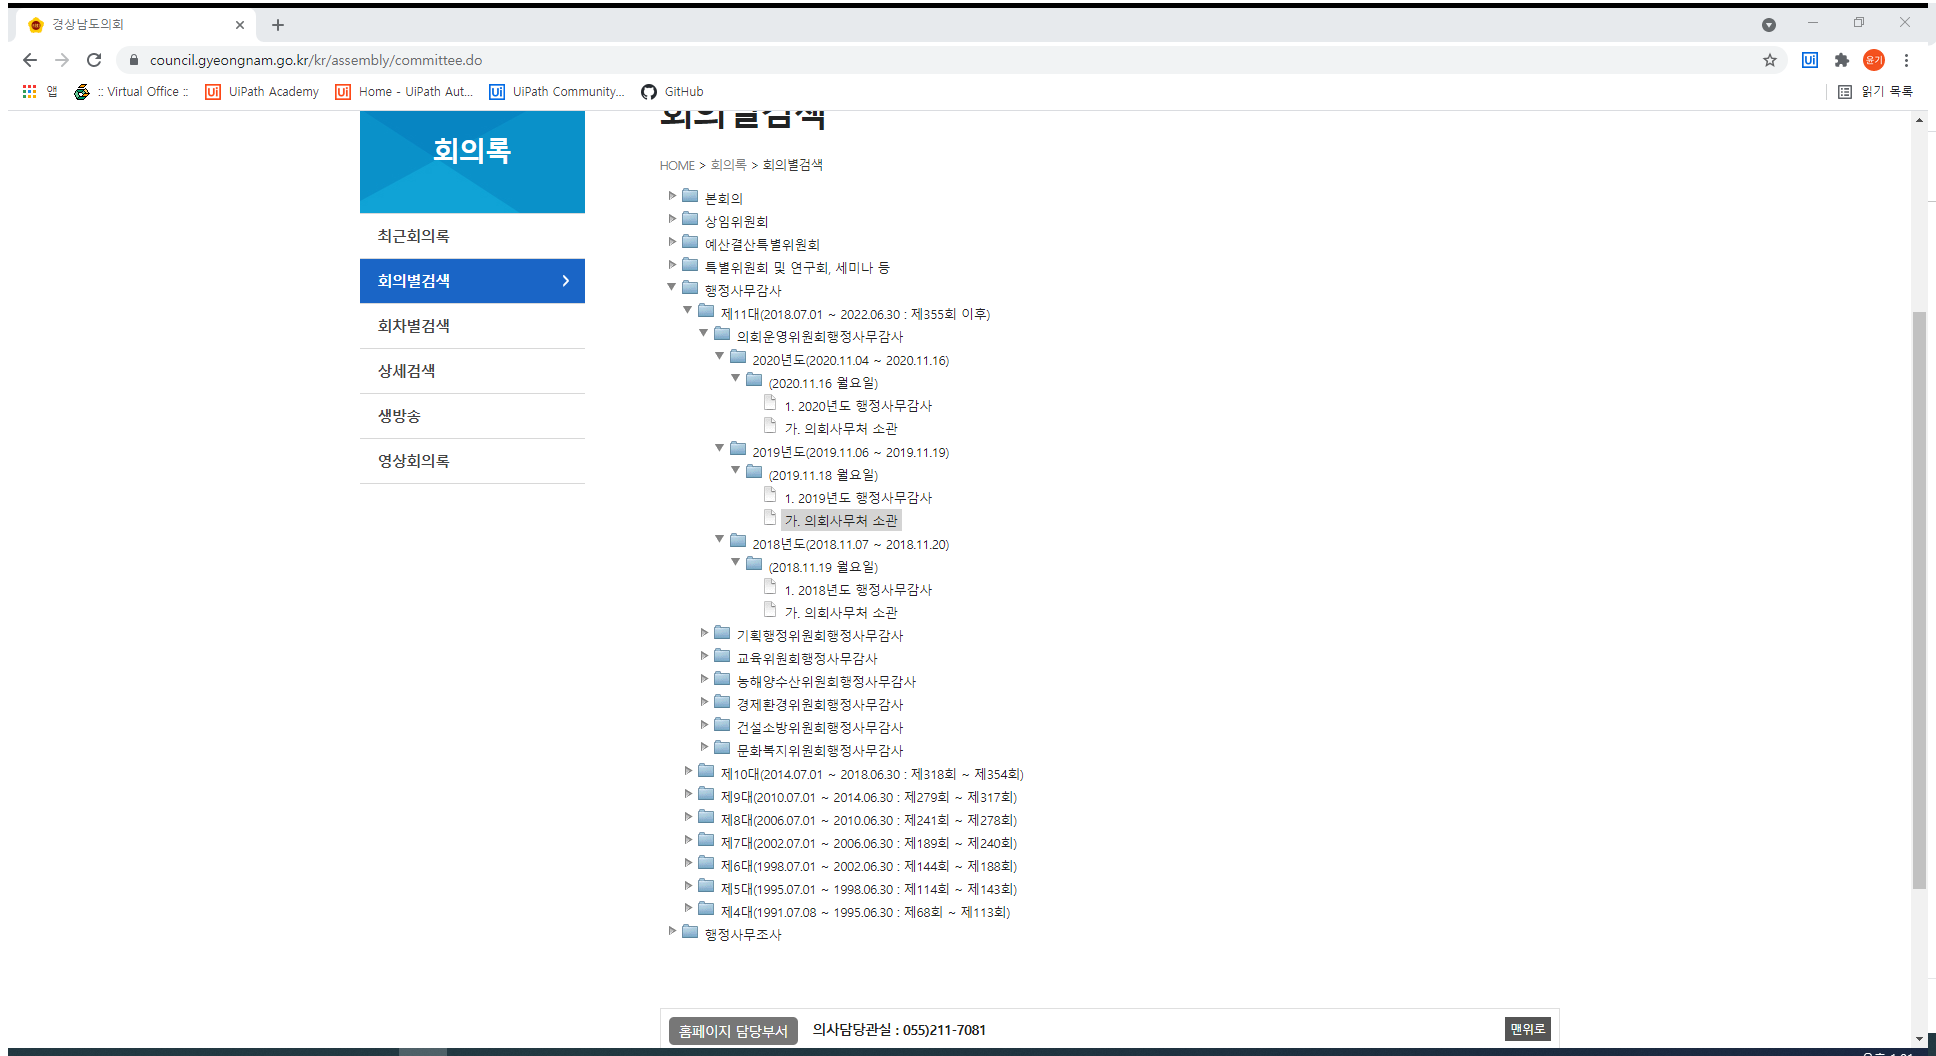 경상남도의회
council.gyeongnam.go.kr/kr/assembly/committee.do
윤기
앱 :: Virtual Office :: UiPath Academy Home - UiPath Aut... UiPath Community... GitHub 읽기 목록
회의별검색
회의록
HOME > 회의록 > 회의별검색
최근회의록
회의별검색
회차별검색
상세검색
생방송
영상회의록
본회의
상임위원회
예산결산특별위원회
특별위원회 및 연구회, 세미나 등
행정사무감사
제11대(2018.07.01 ~ 2022.06.30 : 제355회 이후)
의회운영위원회행정사무감사
2020년도(2020.11.04 ~ 2020.11.16)
(2020.11.16 월요일)
1. 2020년도 행정사무감사
가. 의회사무처 소관
2019년도(2019.11.06 ~ 2019.11.19)
(2019.11.18 월요일)
1. 2019년도 행정사무감사
가. 의회사무처 소관
2018년도(2018.11.07 ~ 2018.11.20)
(2018.11.19 월요일)
1. 2018년도 행정사무감사
가. 의회사무처 소관
기획행정위원회행정사무감사
교육위원회행정사무감사
농해양수산위원회행정사무감사
경제환경위원회행정사무감사
건설소방위원회행정사무감사
문화복지위원회행정사무감사
제10대(2014.07.01 ~ 2018.06.30 : 제318회 ~ 제354회)
제9대(2010.07.01 ~ 2014.06.30 : 제279회 ~ 제317회)
제8대(2006.07.01 ~ 2010.06.30 : 제241회 ~ 제278회)
제7대(2002.07.01 ~ 2006.06.30 : 제189회 ~ 제240회)
제6대(1998.07.01 ~ 2002.06.30 : 제144회 ~ 제188회)
제5대(1995.07.01 ~ 1998.06.30 : 제114회 ~ 제143회)
제4대(1991.07.08 ~ 1995.06.30 : 제68회 ~ 제113회)
행정사무조사
홈페이지 담당부서 의사담당관실 : 055)211-7081 맨위로